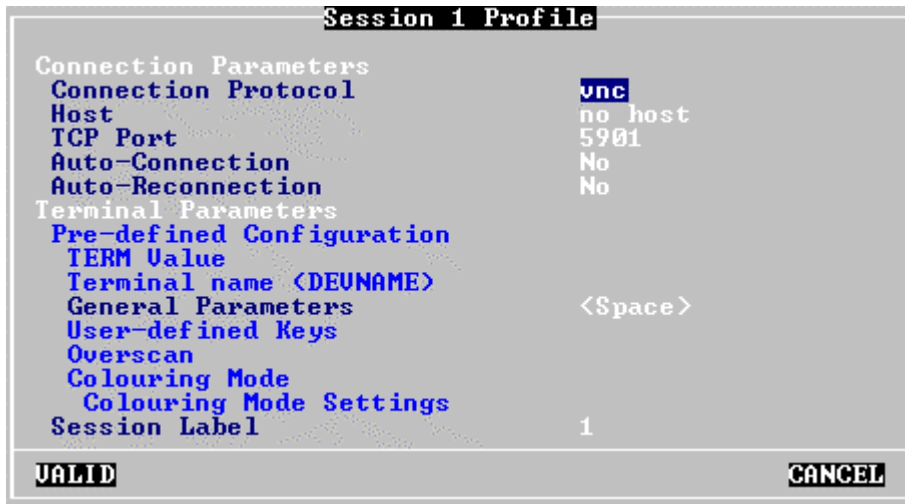 Session 1 Profile
Connection Parameters
Connection Protocol vnc
Host no host
TCP Port 5901
Auto-Connection No
Auto-Reconnection No
Terminal Parameters
Pre-defined Configuration
TERM Value
Terminal name (DEVNAME)
General Parameters <Space>
User-defined Keys
Overscan
Colouring Mode
Colouring Mode Settings
Session Label 1
VALID CANCEL